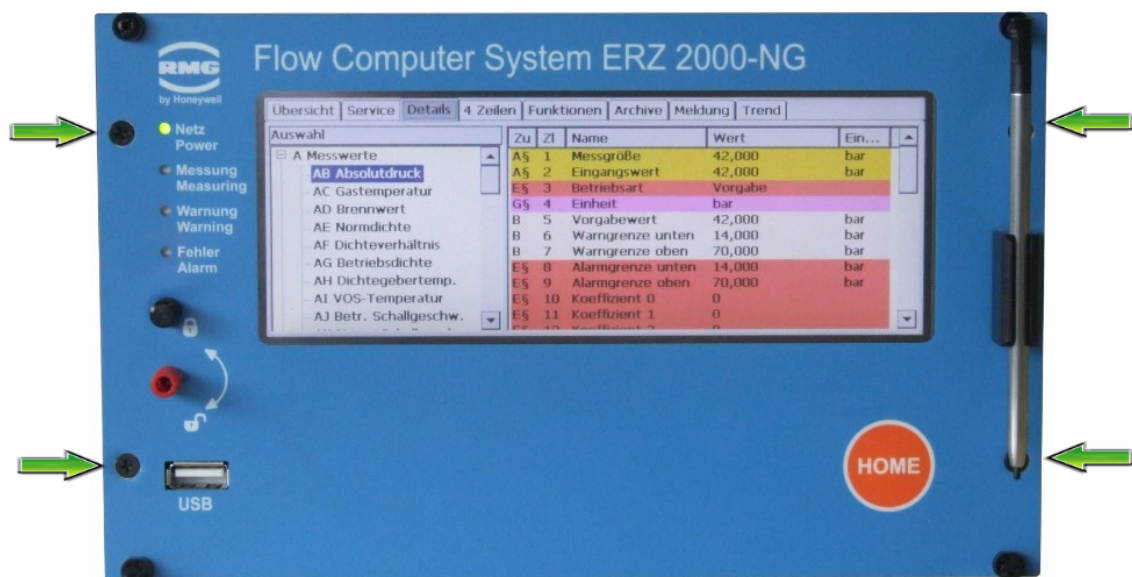 Flow Computer System ERZ 2000-NG
RMG
by Honeywell
Netz
Power
Messung
Measuring
Warnung
Warning
Fehler
Alarm
USB
Übersicht Service Details 4 Zeilen Funktionen Archive Meldung Trend
Auswahl
A Messwerte
AB Absolutdruck
AC Gastemperatur
AD Brennwert
AE Normdichte
AF Dichteverhältnis
AG Betriebsdichte
AH Dichtegebertemp.
AI VOS-Temperatur
AJ Betr. Schallgeschw.
Zu Zl Name Wert Ein...
A§ 1 Messgröße 42,000 bar
A§ 2 Eingangswert 42,000 bar
E§ 3 Betriebsart Vorgabe
G§ 4 Einheit bar
B 5 Vorgabewert 42,000 bar
B 6 Warngrenze unten 14,000 bar
B 7 Warngrenze oben 70,000 bar
E§ 8 Alarmgrenze unten 14,000 bar
E§ 9 Alarmgrenze oben 70,000 bar
E§ 10 Koeffizient 0 0
E§ 11 Koeffizient 1 0
HOME